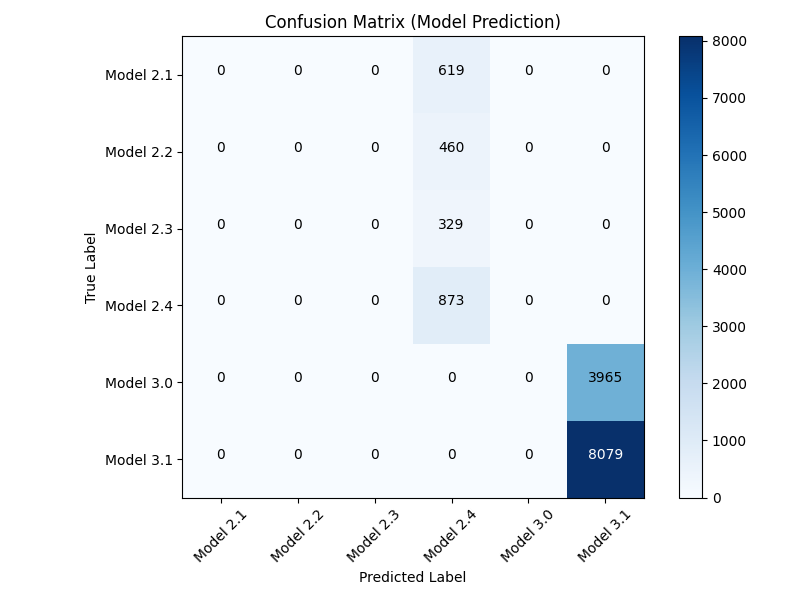 Confusion Matrix (Model Prediction)
Model 2.1 0 0 0 619 0 0
Model 2.2 0 0 0 460 0 0
Model 2.3 0 0 0 329 0 0
Model 2.4 0 0 0 873 0 0
Model 3.0 0 0 0 0 0 3965
Model 3.1 0 0 0 0 0 8079
True Label
Model 2.1 Model 2.2 Model 2.3 Model 2.4 Model 3.0 Model 3.1
Predicted Label
8000
7000
6000
5000
4000
3000
2000
1000
0